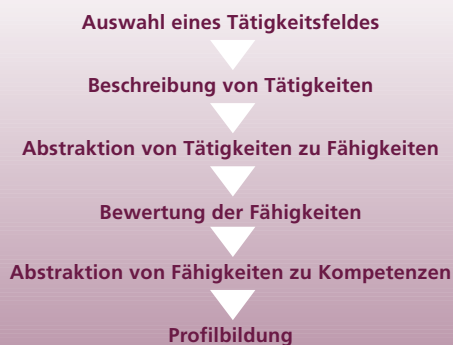 Auswahl eines Tätigkeitsfeldes
Beschreibung von Tätigkeiten
Abstraktion von Tätigkeiten zu Fähigkeiten
Bewertung der Fähigkeiten
Abstraktion von Fähigkeiten zu Kompetenzen
Profilbildung